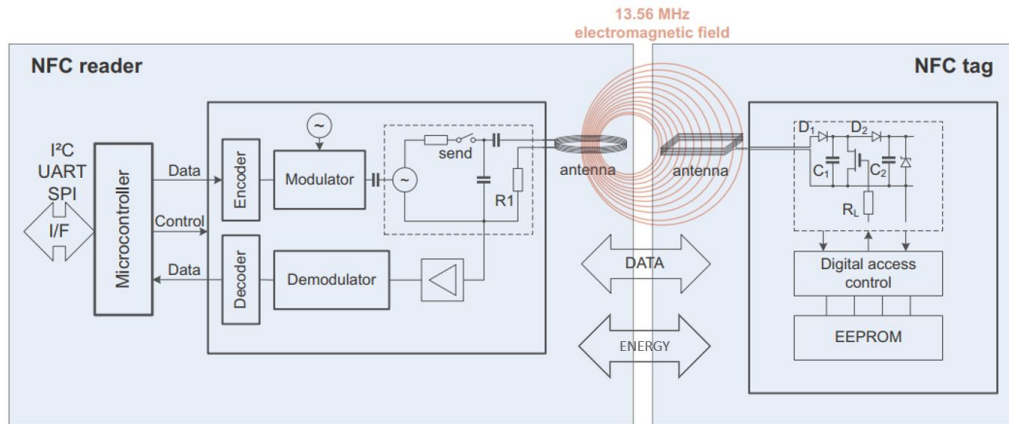 13.56 MHz
electromagnetic field
NFC reader
NFC tag
I²C
UART
SPI
I/F
Microcontroller
Data
Control
Data
Encoder
Modulator
~
~
send
R1
Decoder
Demodulator
antenna
antenna
DATA
ENERGY
D₁
D₂
C₁
C₂
R_L
Digital access
control
EEPROM